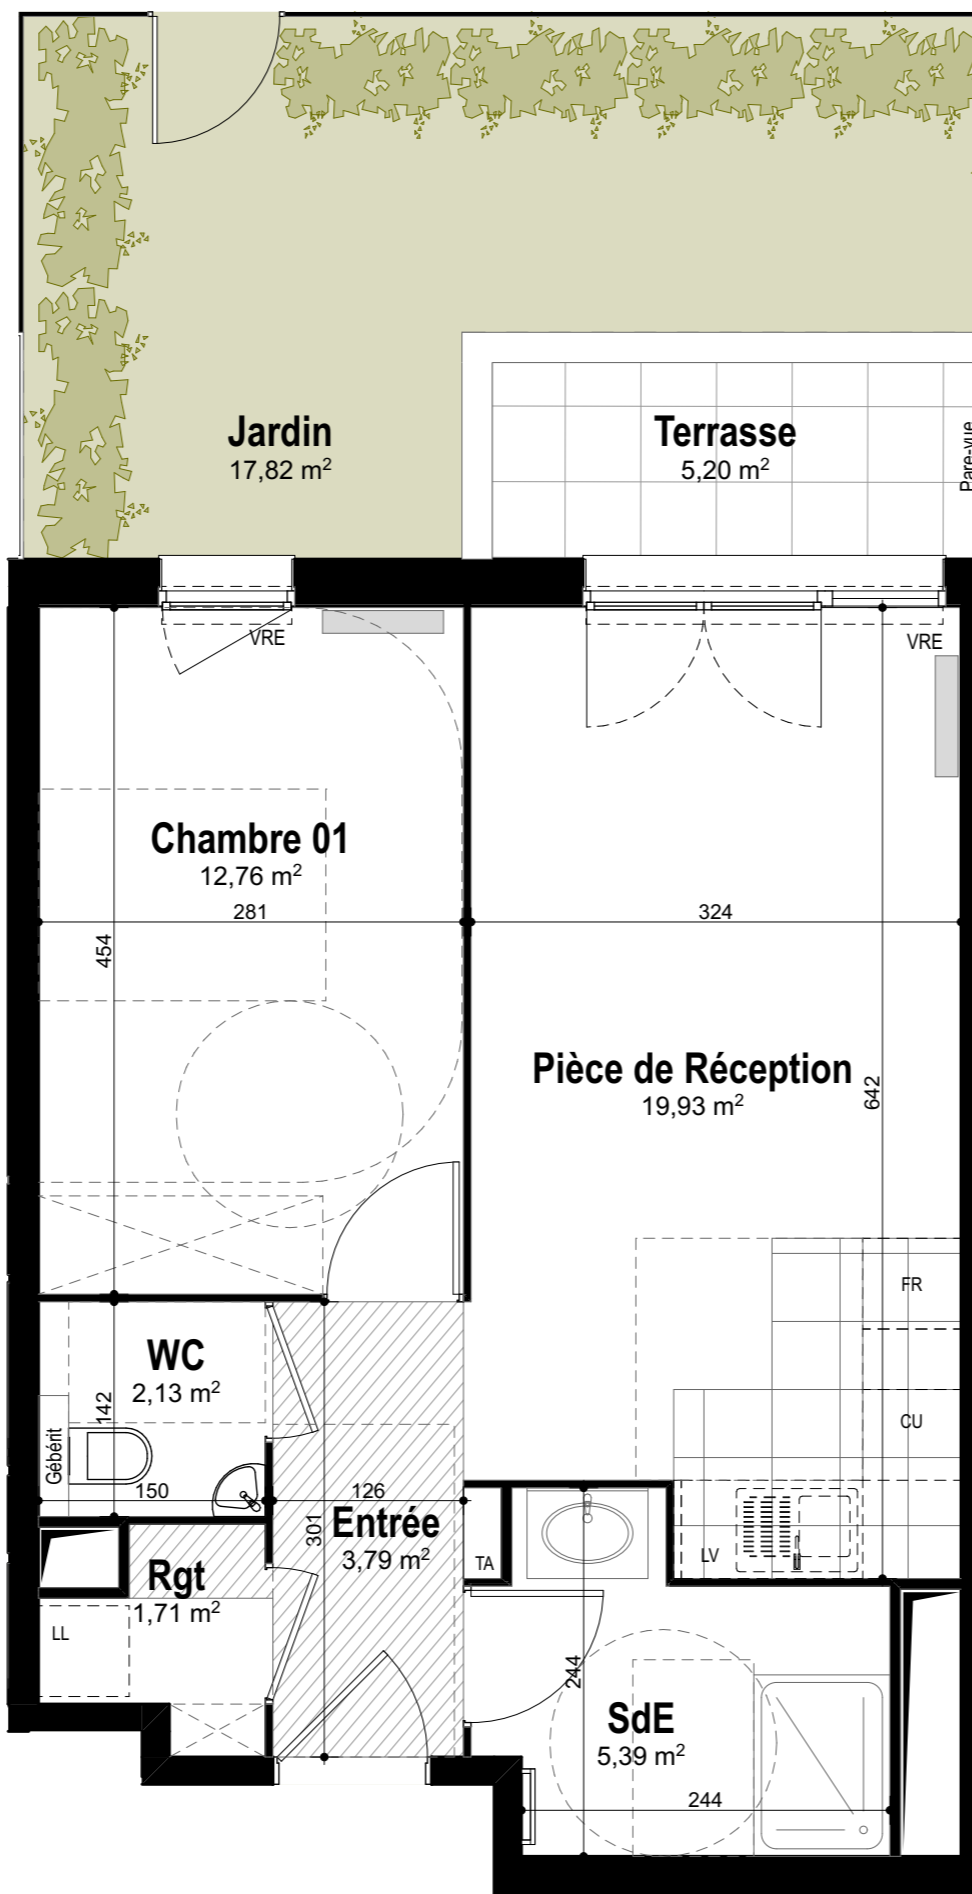 Jardin
17,82 m²
Terrasse
5,20 m²
Pare-vue
VRE
VRE
Chambre 01
12,76 m²
281
454
324
Pièce de Réception
19,93 m²
642
FR
CU
WC
2,13 m²
142
Gébérit
150
126
301
Entrée
3,79 m²
TA
LV
Rgt
1,71 m²
LL
244
SdE
5,39 m²
244